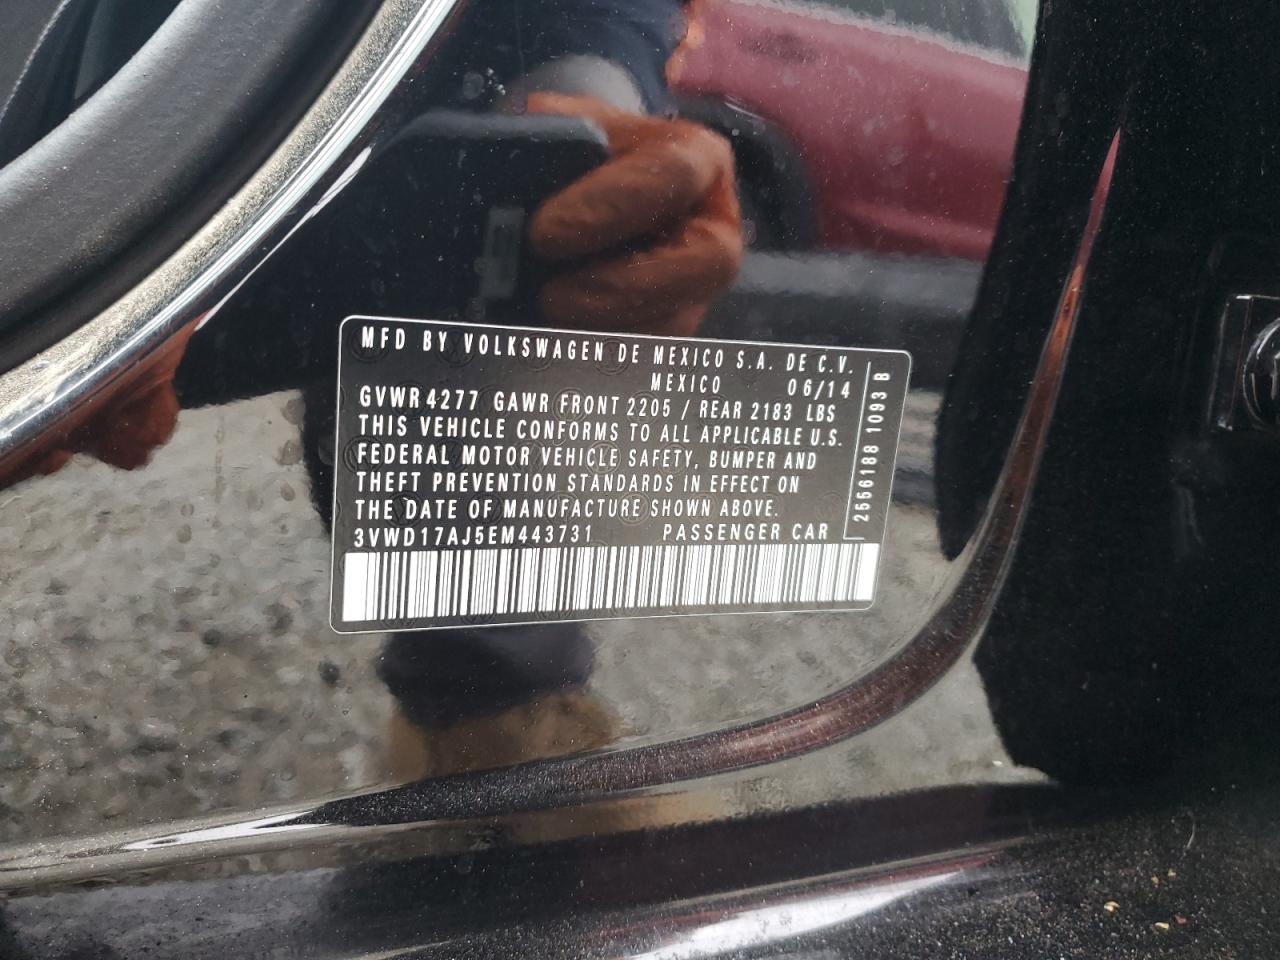 MFD BY VOLKSWAGEN DE MEXICO S.A. DE C.V.
MEXICO 06/14
GVWR 4277 GAWR FRONT 2205 / REAR 2183 LBS
THIS VEHICLE CONFORMS TO ALL APPLICABLE U.S.
FEDERAL MOTOR VEHICLE SAFETY, BUMPER AND
THEFT PREVENTION STANDARDS IN EFFECT ON
THE DATE OF MANUFACTURE SHOWN ABOVE.
3VWD17AJ5EM443731 PASSENGER CAR
2556188 1093 B